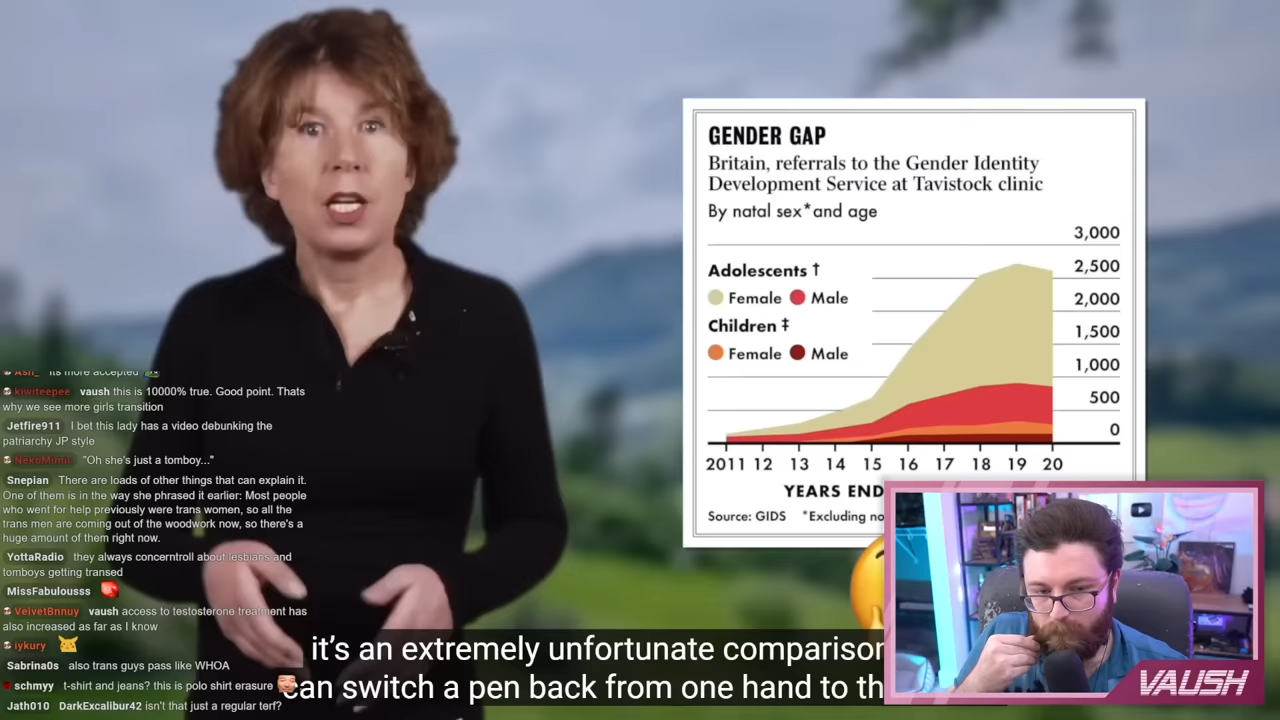 GENDER GAP
Britain, referrals to the Gender Identity
Development Service at Tavistock clinic
By natal sex*and age
3,000
Adolescents †
2,500
Female Male
2,000
Children ‡
1,500
Female Male
1,000
500
0
2011 12 13 14 15 16 17 18 19 20
YEARS END
Source: GIDS *Excluding no
Ash_ its more accepted
kiwiteepee vaush this is 10000% true. Good point. Thats
why we see more girls transition
Jetfire911 I bet this lady has a video debunking the
patriarchy JP style
"Oh she's just a tomboy..."
Snepian There are loads of other things that can explain it.
One of them is in the way she phrased it earlier: Most people
who went for help previously were trans women, so all the
trans men are coming out of the woodwork now, so there's a
huge amount of them right now.
YottaRadio they always concerntroll about lesbians and
tomboys getting transed
MissFabulousss
VelvetBnnuy vaush access to testosterone treatment has
also increased as far as I know
iykury
Sabrina0s also trans guys pass like WHOA
schmyy t-shirt and jeans? this is polo shirt erasure
Jath010 DarkExcalibur42 isn't that just a regular terf?
it's an extremely unfortunate comparison
can switch a pen back from one hand to th
VAUSH